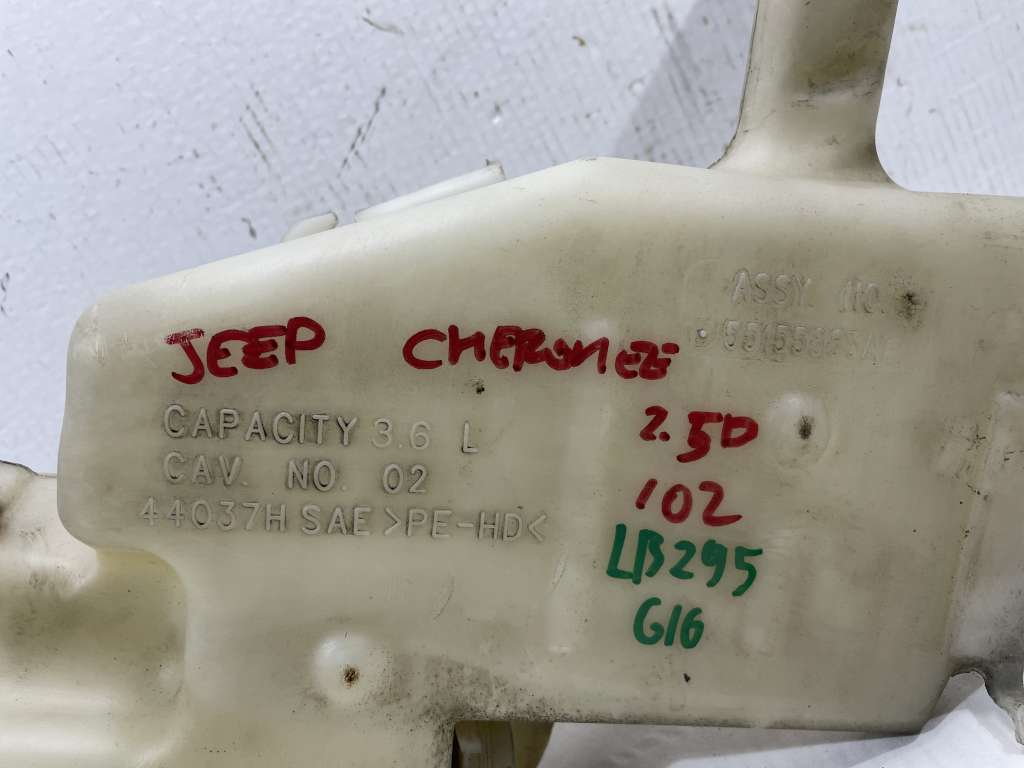 ASSY NO.
JEEP CHEROKEE
CAPACITY 3.6 L
CAV. NO. 02
44037H SAE >PE-HD<
2.5D
102
LB295
G16